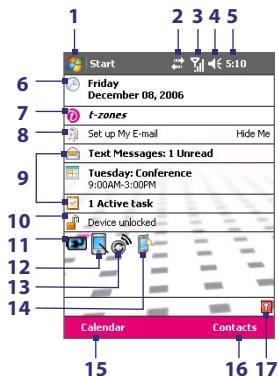 1 2 3 4 5
Start 5:10
6 Friday
December 08, 2006
7 t-zones
8 Set up My E-mail Hide Me
9 Text Messages: 1 Unread
Tuesday: Conference
9:00AM-3:00PM
1 Active task
10 Device unlocked
11
12
13
14
Calendar Contacts
15 16 17